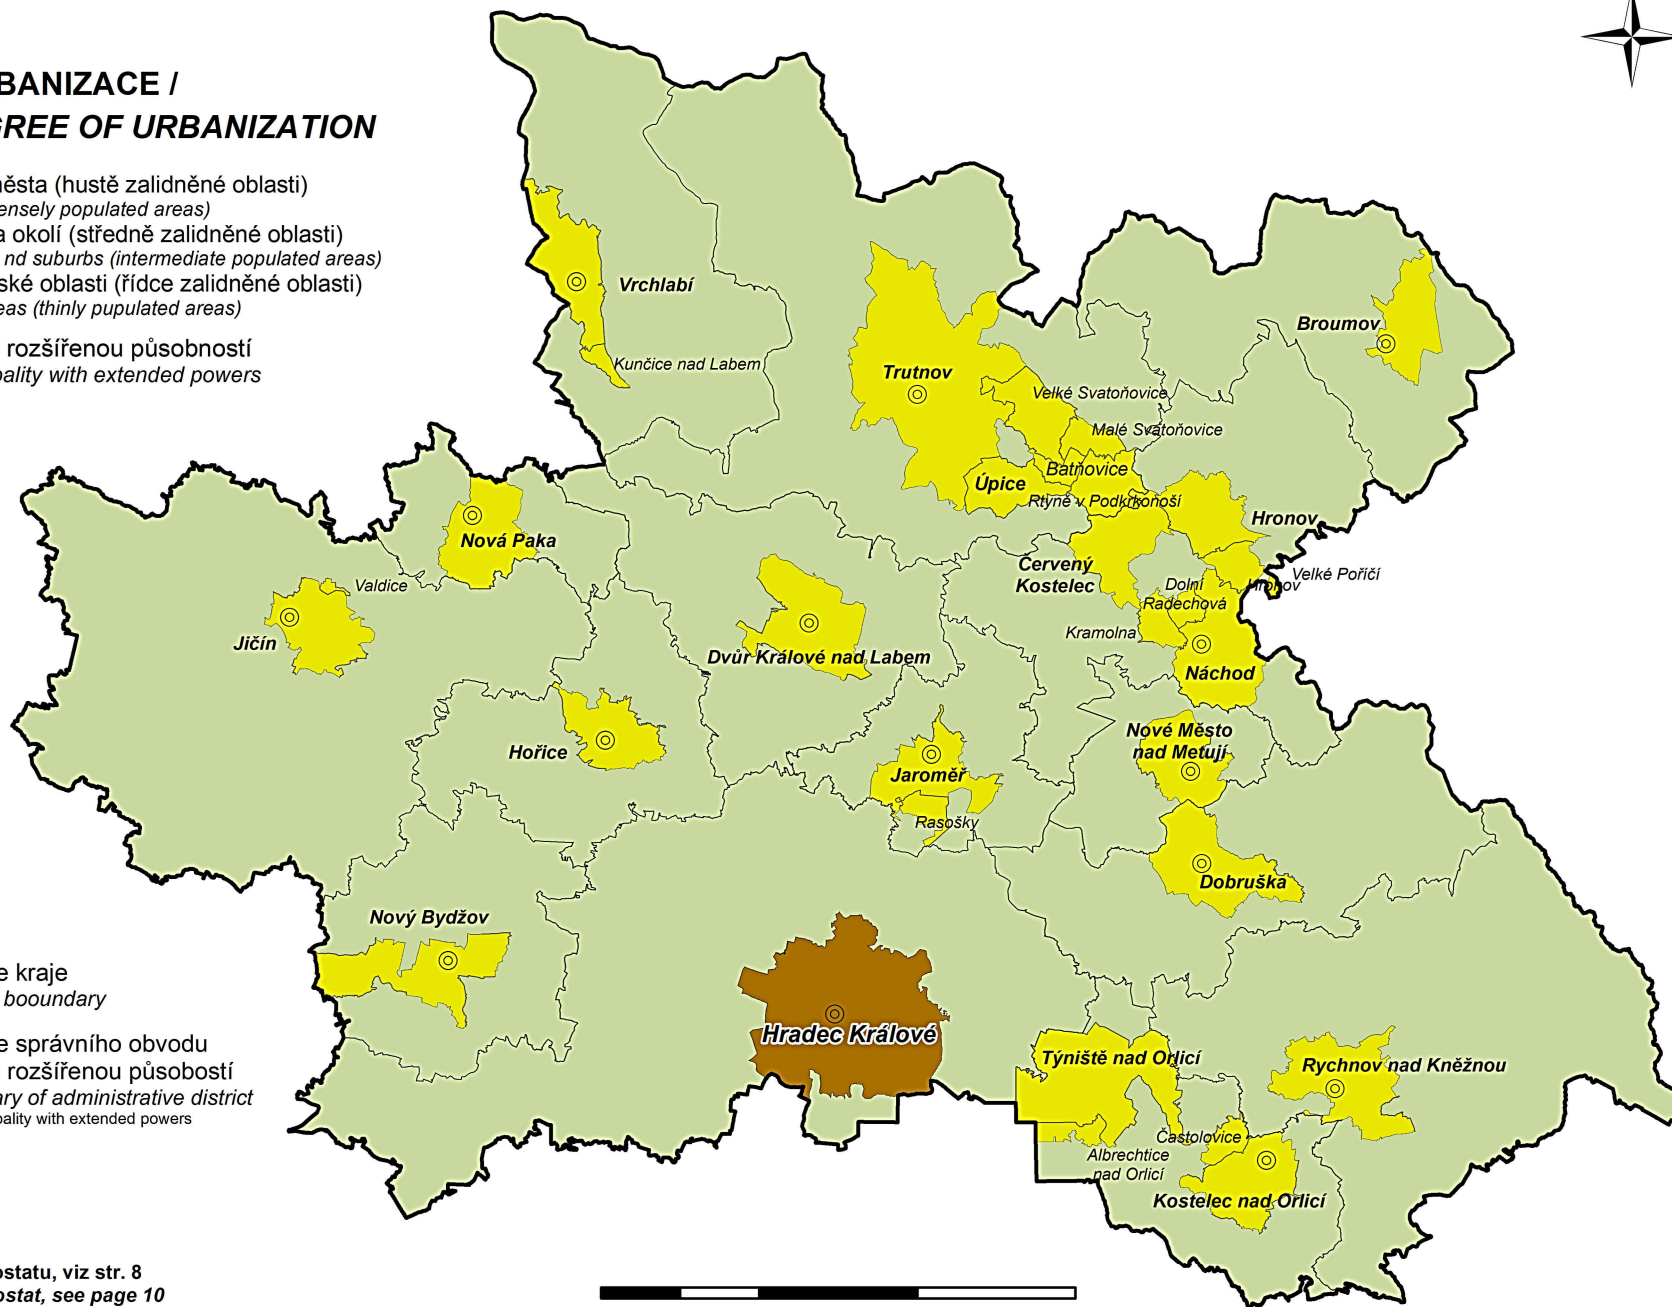 BANIZACE /
GREE OF URBANIZATION
města (hustě zalidněné oblasti)
ensely populated areas)
a okolí (středně zalidněné oblasti)
nd suburbs (intermediate populated areas)
ské oblasti (řídce zalidněné oblasti)
eas (thinly pupulated areas)
rozšířenou působností
pality with extended powers
Vrchlabí
Kunčice nad Labem
Broumov
Trutnov
Velké Svatoňovice
Malé Svatoňovice
Batňovice
Úpice
Rtyně v Podkrkonoší
Hronov
Nová Paka
Červený
Kostelec
Velké Poříčí
Hronov
Valdice
Dolní
Radechová
Kramolna
Jičín
Dvůr Králové nad Labem
Náchod
Nové Město
nad Metují
Hořice
Jaroměř
Rasošky
Dobruška
Nový Bydžov
e kraje
booundary
Hradec Králové
e správního obvodu
rozšířenou působostí
ary of administrative district
pality with extended powers
Týniště nad Orlicí
Rychnov nad Kněžnou
Častolovice
Albrechtice
nad Orlicí
Kostelec nad Orlicí
ostatu, viz str. 8
ostat, see page 10